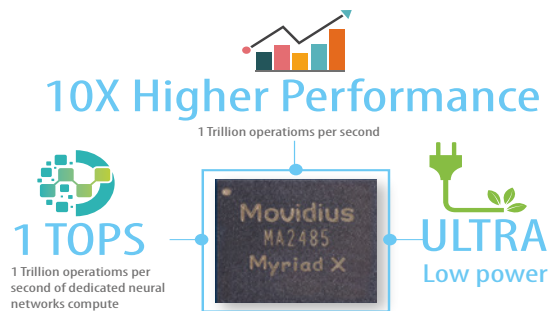 10X Higher Performance
1 Trillion operatioms per second
1 TOPS
1 Trillion operatioms per
second of dedicated neural
networks compute
Movidius
MA2485
Myriad X
ULTRA
Low power